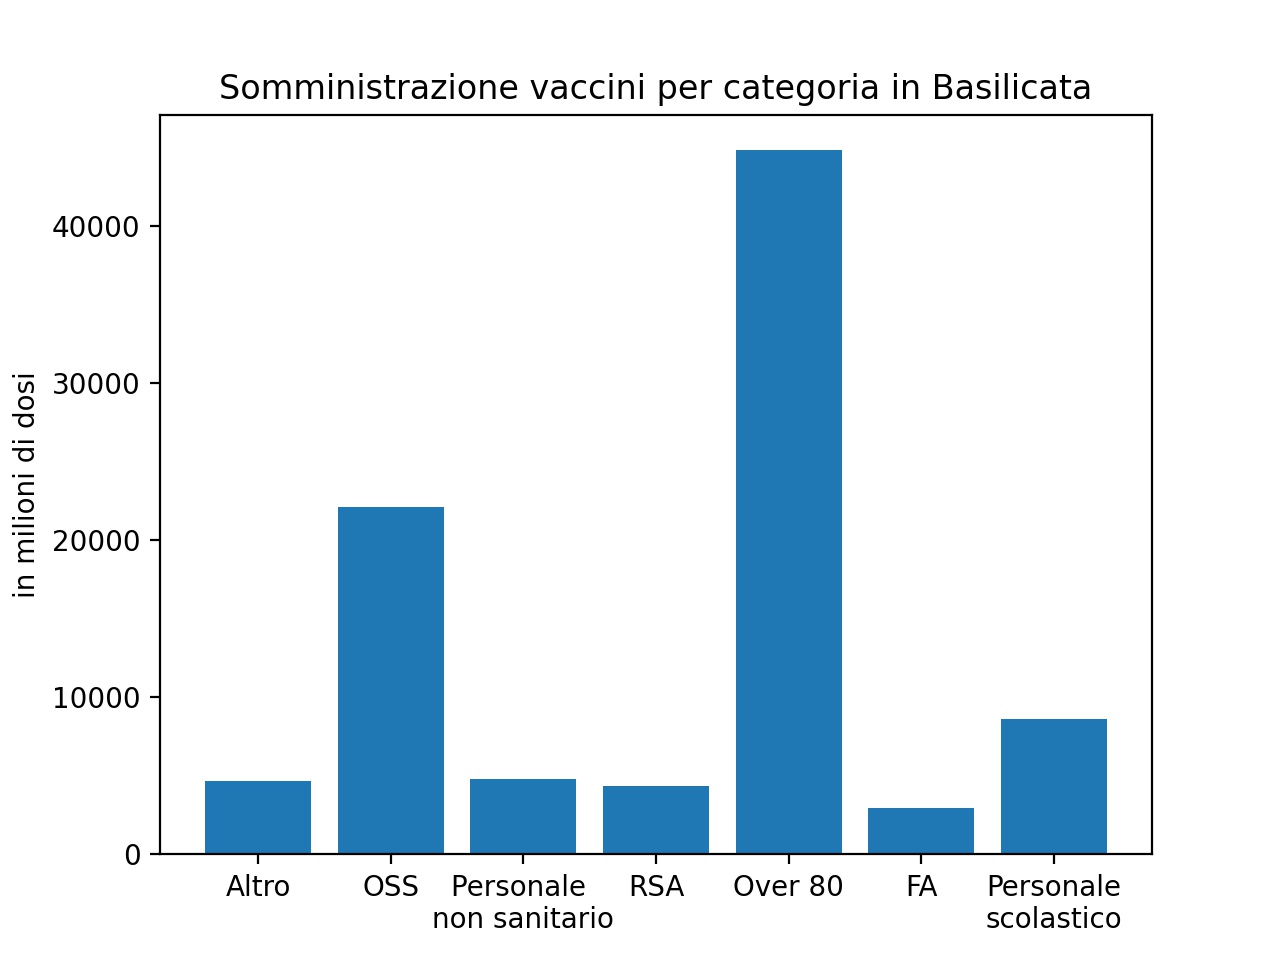 Somministrazione vaccini per categoria in Basilicata
in milioni di dosi
40000
30000
20000
10000
0
Altro
OSS
Personale
non sanitario
RSA
Over 80
FA
Personale
scolastico